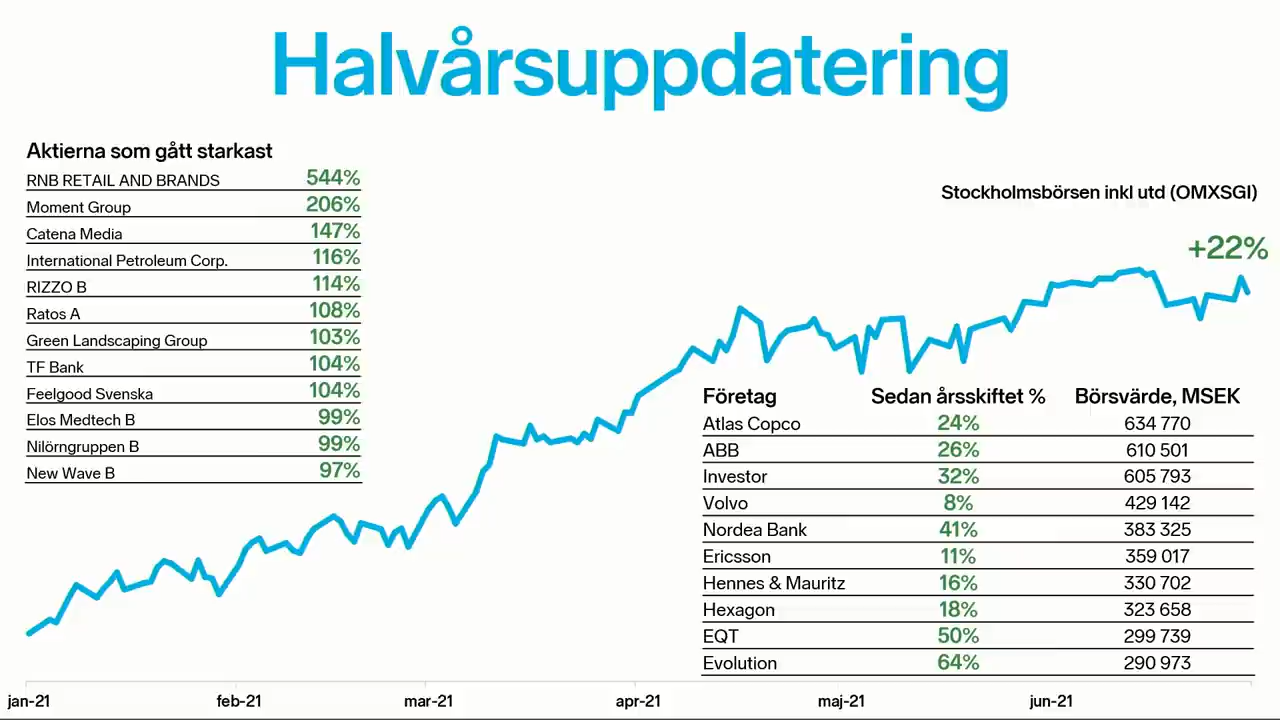 Halvårsuppdatering
Aktierna som gått starkast
RNB RETAIL AND BRANDS 544%
Moment Group 206%
Catena Media 147%
International Petroleum Corp. 116%
RIZZO B 114%
Ratos A 108%
Green Landscaping Group 103%
TF Bank 104%
Feelgood Svenska 104%
Elos Medtech B 99%
Nilörngruppen B 99%
New Wave B 97%
Stockholmsbörsen inkl utd (OMXSGI)
+22%
Företag Sedan årsskiftet % Börsvärde, MSEK
Atlas Copco 24% 634 770
ABB 26% 610 501
Investor 32% 605 793
Volvo 8% 429 142
Nordea Bank 41% 383 325
Ericsson 11% 359 017
Hennes & Mauritz 16% 330 702
Hexagon 18% 323 658
EQT 50% 299 739
Evolution 64% 290 973
jan-21 feb-21 mar-21 apr-21 maj-21 jun-21